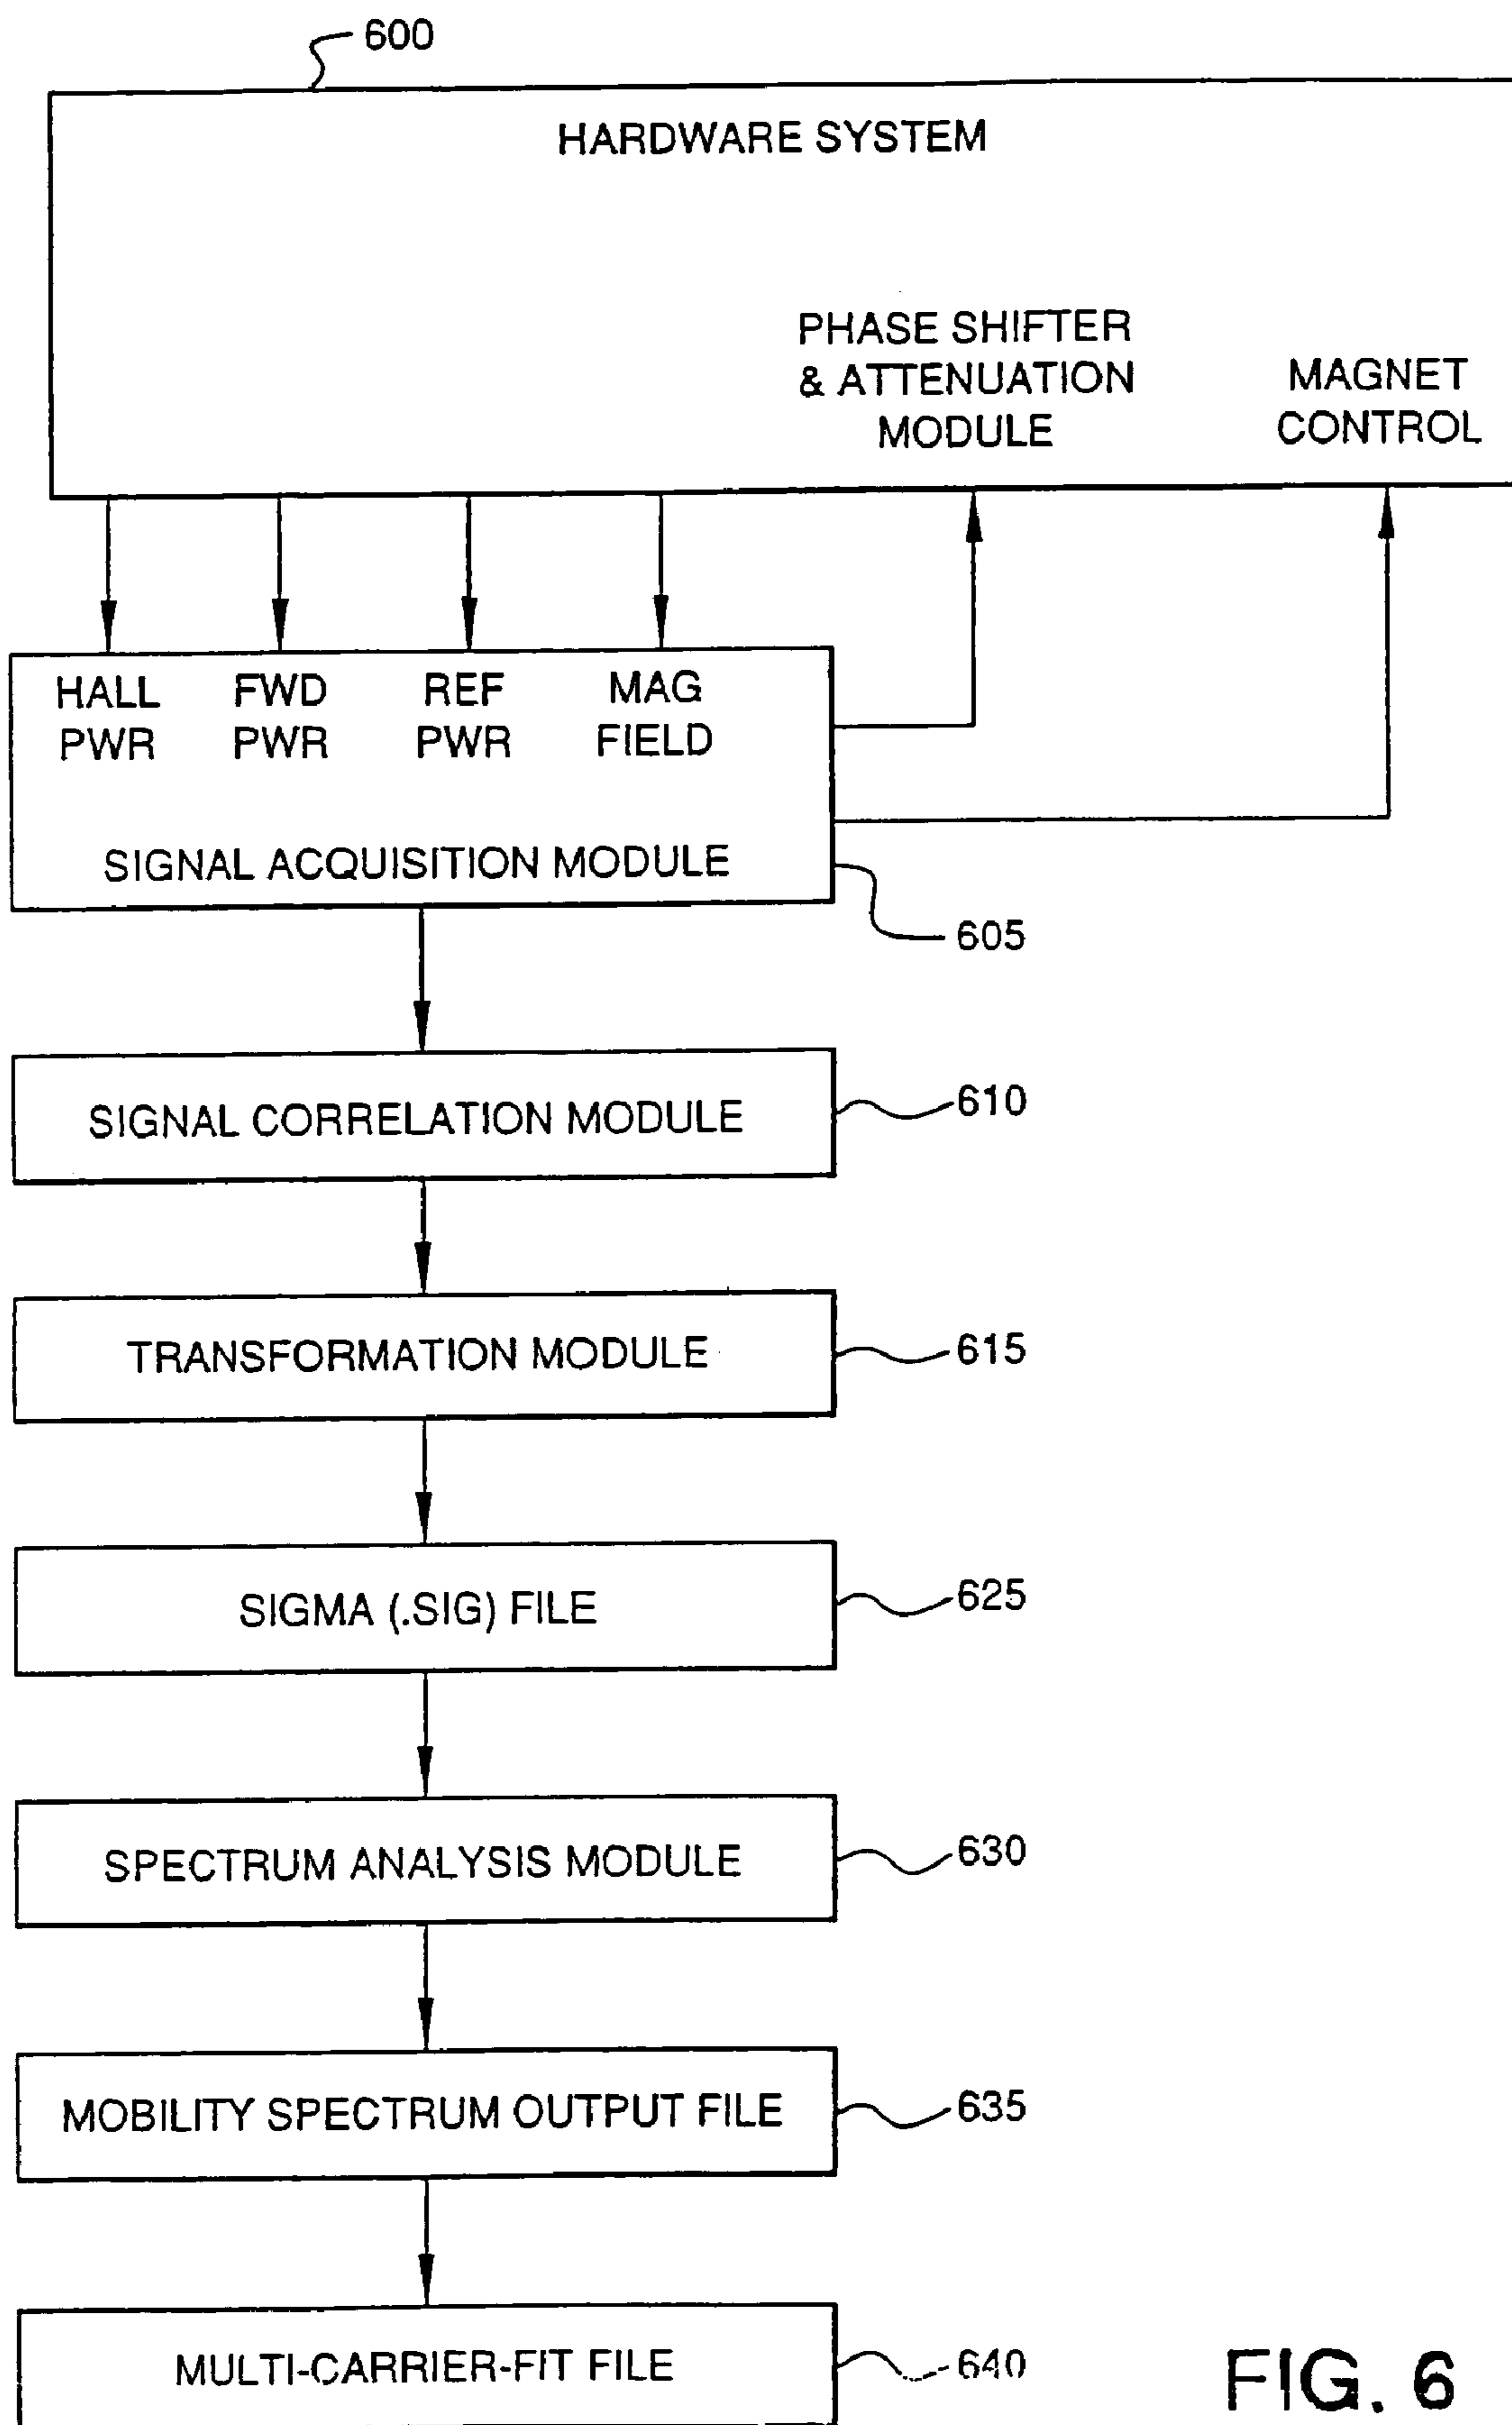 600
HARDWARE SYSTEM
PHASE SHIFTER
& ATTENUATION
MODULE
MAGNET
CONTROL
HALL
PWR
FWD
PWR
REF
PWR
MAG
FIELD
SIGNAL ACQUISITION MODULE
605
SIGNAL CORRELATION MODULE
610
TRANSFORMATION MODULE
615
SIGMA (.SIG) FILE
625
SPECTRUM ANALYSIS MODULE
630
MOBILITY SPECTRUM OUTPUT FILE
635
MULTI-CARRIER-FIT FILE
640
FIG. 6